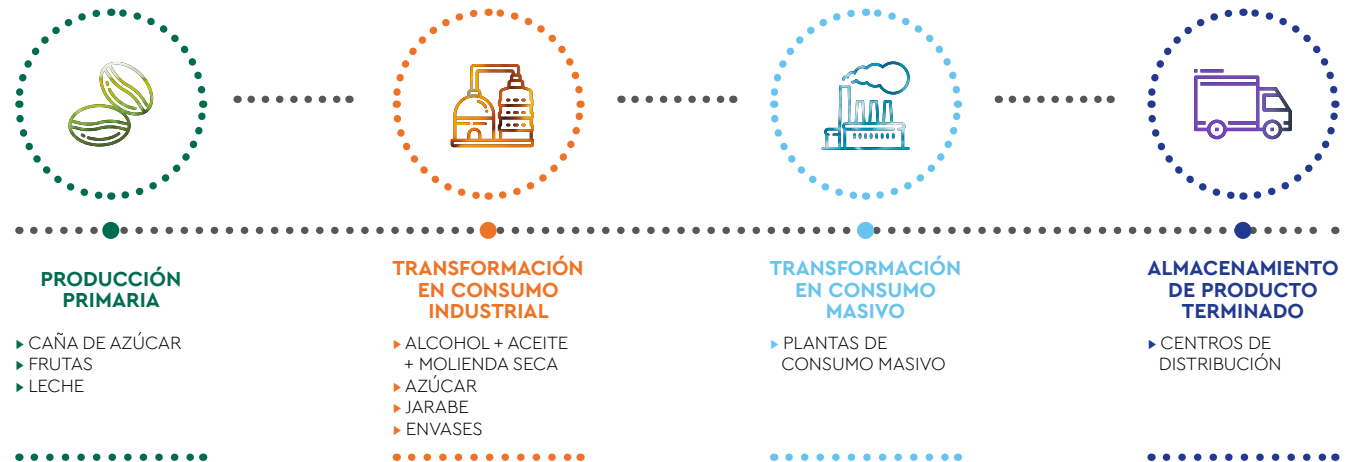 PRODUCCIÓN
PRIMARIA
▸ CAÑA DE AZÚCAR
▸ FRUTAS
▸ LECHE
TRANSFORMACIÓN
EN CONSUMO
INDUSTRIAL
▸ ALCOHOL + ACEITE
+ MOLIENDA SECA
▸ AZÚCAR
▸ JARABE
▸ ENVASES
TRANSFORMACIÓN
EN CONSUMO
MASIVO
▸ PLANTAS DE
CONSUMO MASIVO
ALMACENAMIENTO
DE PRODUCTO
TERMINADO
▸ CENTROS DE
DISTRIBUCIÓN